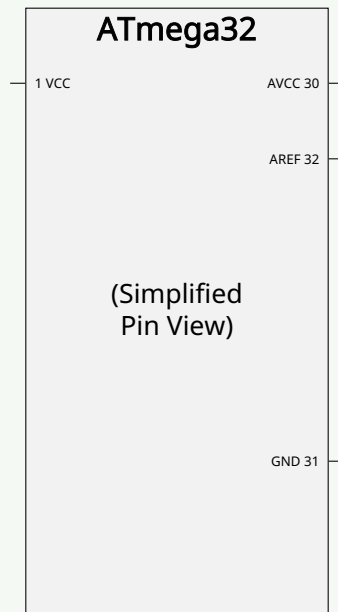 ATmega32
1 VCC
AVCC 30
AREF 32
(Simplified
Pin View)
GND 31